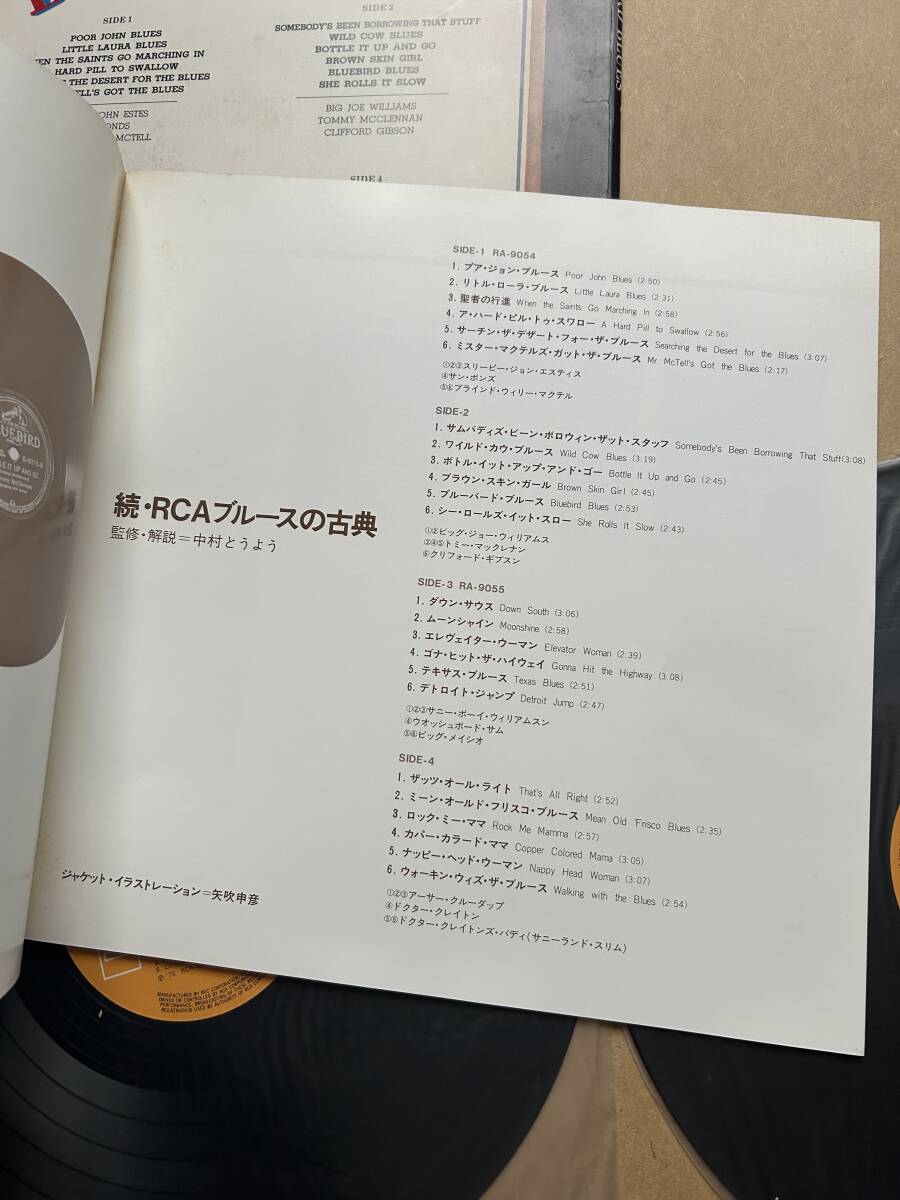 SIDE 1
POOR JOHN BLUES
LITTLE LAURA BLUES
EN THE SAINTS GO MARCHING IN
HARD PILL TO SWALLOW
THE DESERT FOR THE BLUES
ELL'S GOT THE BLUES
JOHN ESTES
ONDS
MCTELL
SIDE 2
SOMEBODY'S BEEN BORROWING THAT STUFF
WILD COW BLUES
BOTTLE IT UP AND GO
BROWN SKIN GIRL
BLUEBIRD BLUES
SHE ROLLS IT SLOW
BIG JOE WILLIAMS
TOMMY MCCLENNAN
CLIFFORD GIBSON
SIDE 4
続・RCAブルースの古典
監修・解説=中村とうよう
ジャケット・イラストレーション=矢吹申彦
SIDE-1 RA-9054
1. プア・ジョン・ブルース Poor John Blues (2:50)
2. リトル・ローラ・ブルース Little Laura Blues (2:31)
3. 聖者の行進 When the Saints Go Marching In (2:58)
4. ア・ハード・ピル・トゥ・スワロー A Hard Pill to Swallow (2:56)
5. サーチン・ザ・デザート・フォー・ザ・ブルース Searching the Desert for the Blues (3:07)
6. ミスター・マクテルズ・ガット・ザ・ブルース Mr. McTell's Got the Blues (2:17)
①②③スリーピー・ジョン・エスティス
④サン・ボンズ
⑤⑥ブラインド・ウィリー・マクテル
SIDE-2
1. サムバディズ・ビーン・ボロウィン・ザット・スタッフ Somebody's Been Borrowing That Stuff(3:08)
2. ワイルド・カウ・ブルース Wild Cow Blues (3:19)
3. ボトル・イット・アップ・アンド・ゴー Bottle It Up and Go (2:45)
4. ブラウン・スキン・ガール Brown Skin Girl (2:45)
5. ブルーバード・ブルース Bluebird Blues (2:53)
6. シー・ロールズ・イット・スロー She Rolls It Slow (2:43)
①②ビッグ・ジョー・ウィリアムス
③④⑤トミー・マックレナン
⑥クリフォード・ギブスン
SIDE-3 RA-9055
1. ダウン・サウス Down South (3:06)
2. ムーンシャイン Moonshine (2:58)
3. エレヴェイター・ウーマン Elevator Woman (2:39)
4. ゴナ・ヒット・ザ・ハイウェイ Gonna Hit the Highway (3:08)
5. テキサス・ブルース Texas Blues (2:51)
6. デトロイト・ジャンプ Detroit Jump (2:47)
①②③サニー・ボーイ・ウィリアムスン
④ウオッシュボード・サム
⑤⑥ビッグ・メイシオ
SIDE-4
1. ザッツ・オール・ライト That's All Right (2:52)
2. ミーン・オールド・フリスコ・ブルース Mean Old 'Frisco Blues (2:35)
3. ロック・ミー・ママ Rock Me Mamma (2:57)
4. カパー・カラード・ママ Copper Colored Mama (3:05)
5. ナッピー・ヘッド・ウーマン Nappy Head Woman (3:07)
6. ウォーキン・ウィズ・ザ・ブルース Walking with the Blues (2:54)
①②③アーサー・クルーダップ
④ドクター・クレイトン
⑤⑥ドクター・クレイトンズ・バディ(サニーランド・スリム)